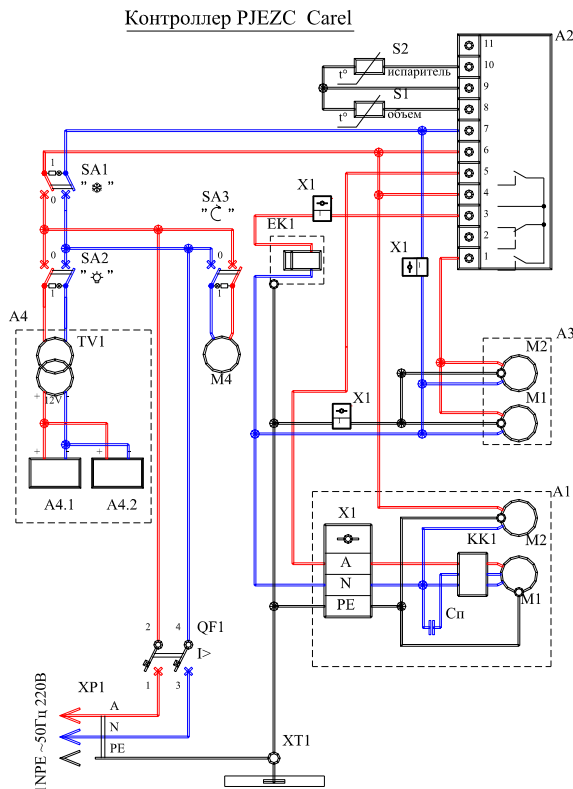 Контроллер PJEZC Carel
A2
11
S2
10
t° испаритель
9
S1
8
t° объем
7
6
1
SA1
5
" "
SA3
X1
4
0
" "
EK1
3
2
X1
0
0
SA2
1
" "
1
1
A4
TV1
M4
A3
M2
12V
X1
M1
+
-
+
-
A4.1
A4.2
A1
X1
KK1
M2
A
N
M1
PE
Сп
2
4
QF1
I>
XP1
1
3
A
N
XT1
PE
1NPE ~50Гц 220В